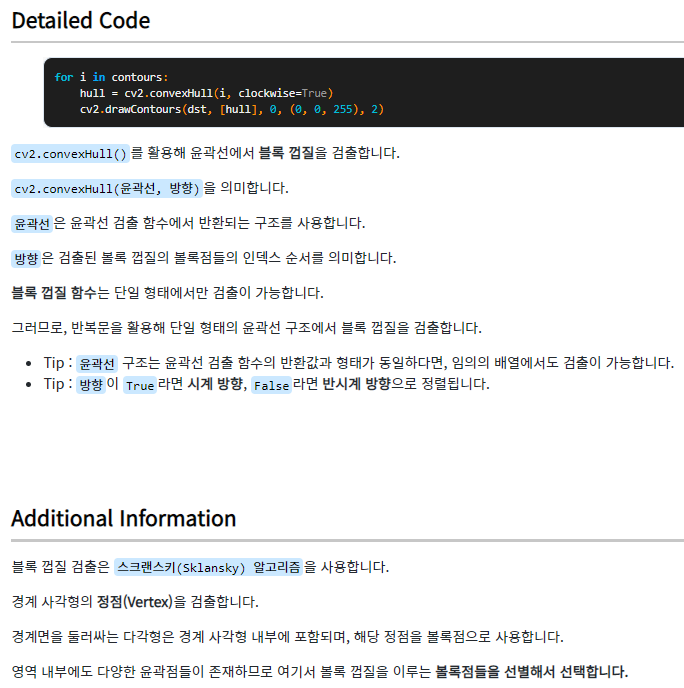 Detailed Code
for i in contours:
    hull = cv2.convexHull(i, clockwise=True)
    cv2.drawContours(dst, [hull], 0, (0, 0, 255), 2)
cv2.convexHull()를 활용해 윤곽선에서 블록 껍질을 검출합니다.
cv2.convexHull(윤곽선, 방향)을 의미합니다.
윤곽선은 윤곽선 검출 함수에서 반환되는 구조를 사용합니다.
방향은 검출된 볼록 껍질의 볼록점들의 인덱스 순서를 의미합니다.
블록 껍질 함수는 단일 형태에서만 검출이 가능합니다.
그러므로, 반복문을 활용해 단일 형태의 윤곽선 구조에서 블록 껍질을 검출합니다.
• Tip : 윤곽선 구조는 윤곽선 검출 함수의 반환값과 형태가 동일하다면, 임의의 배열에서도 검출이 가능합니다.
• Tip : 방향이 True라면 시계 방향, False라면 반시계 방향으로 정렬됩니다.
Additional Information
블록 껍질 검출은 스크랜스키(Sklansky) 알고리즘을 사용합니다.
경계 사각형의 정점(Vertex)을 검출합니다.
경계면을 둘러싸는 다각형은 경계 사각형 내부에 포함되며, 해당 정점을 볼록점으로 사용합니다.
영역 내부에도 다양한 윤곽점들이 존재하므로 여기서 볼록 껍질을 이루는 볼록점들을 선별해서 선택합니다.